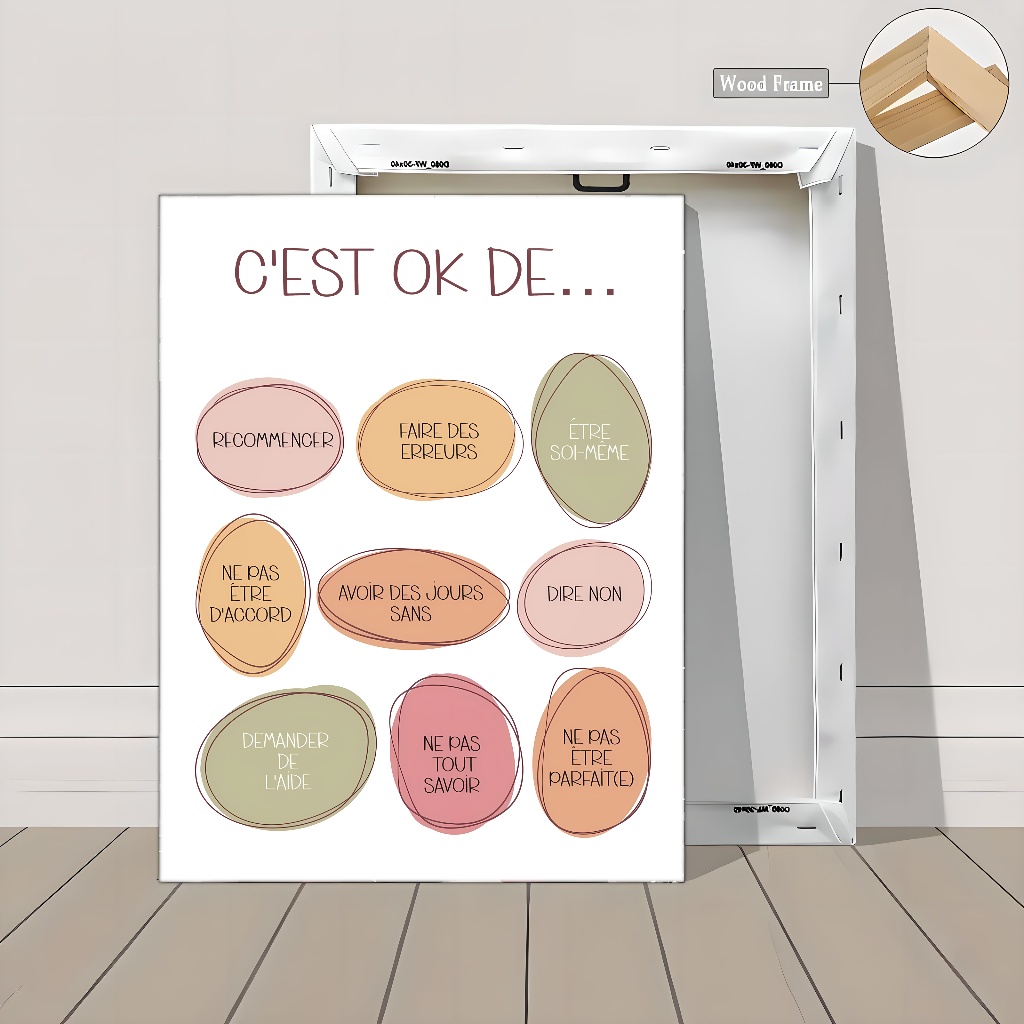 Wood Frame
C'EST OK DE...
RECOMMENCER
FAIRE DES
ERREURS
ÊTRE
SOI-MÊME
NE PAS
ÊTRE
D'ACCORD
AVOIR DES JOURS
SANS
DIRE NON
DEMANDER
DE
L'AIDE
NE PAS
TOUT
SAVOIR
NE PAS
ÊTRE
PARFAIT(E)